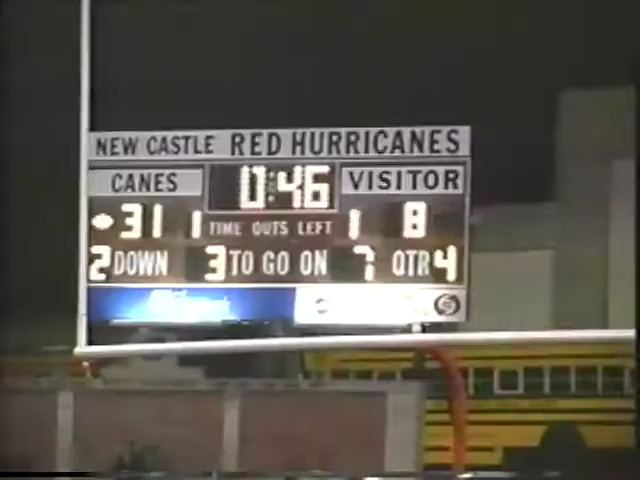 NEW CASTLE RED HURRICANES
CANES 0:46 VISITOR
31 1 TIME OUTS LEFT 1 8
2 DOWN 3 TO GO ON 7 QTR 4